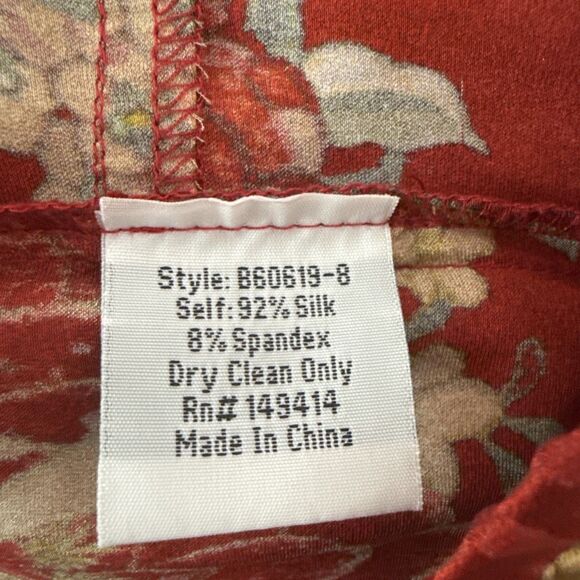 Style: B60619-8
Self: 92% Silk
8% Spandex
Dry Clean Only
Rn# 149414
Made In China